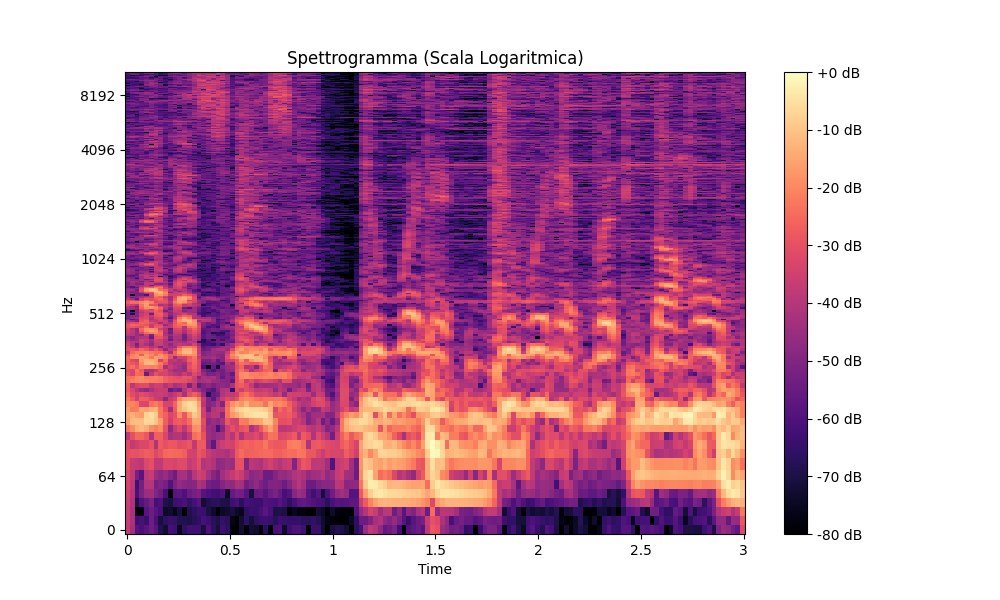 Spettrogramma (Scala Logaritmica)
8192
4096
2048
1024
512
256
128
64
0
Hz
0
0.5
1
1.5
2
2.5
3
Time
+0 dB
-10 dB
-20 dB
-30 dB
-40 dB
-50 dB
-60 dB
-70 dB
-80 dB